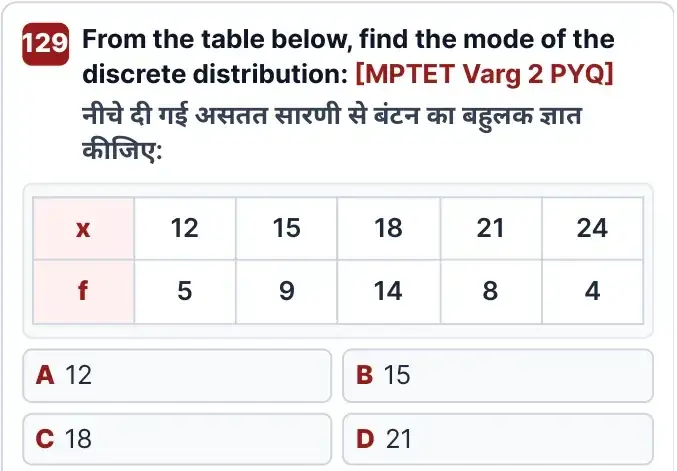 129 From the table below, find the mode of the
discrete distribution: [MPTET Varg 2 PYQ]
नीचे दी गई असतत सारणी से बंटन का बहुलक ज्ञात
कीजिए:
x 12 15 18 21 24
f 5 9 14 8 4
A 12 B 15
C 18 D 21